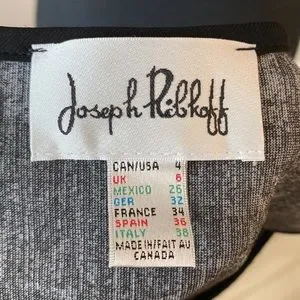 Joseph Ribkoff
CAN/USA 4
UK 6
MEXICO 26
GER 32
FRANCE 34
SPAIN 36
ITALY 38
MADE IN/FAIT AU
CANADA